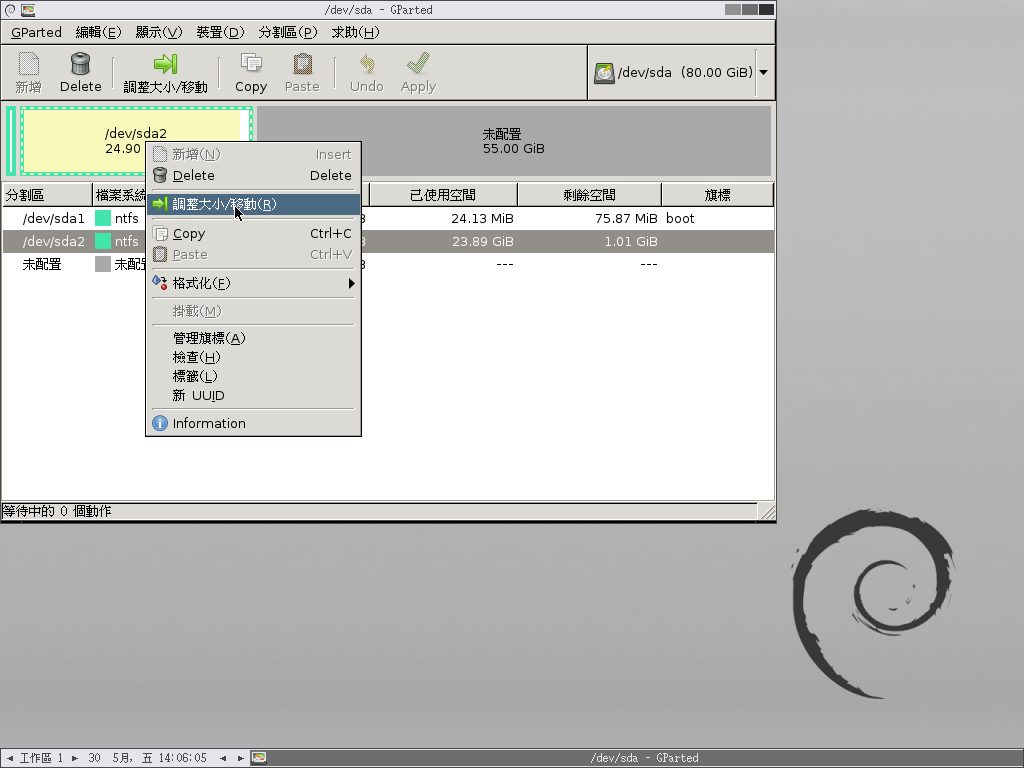 /dev/sda - GParted
GParted 編輯(E) 顯示(V) 裝置(D) 分割區(P) 求助(H)
新增 Delete 調整大小/移動 Copy Paste Undo Apply /dev/sda (80.00 GiB)
/dev/sda2
24.90
未配置
55.00 GiB
分割區 檔案系統 已使用空間 剩餘空間 旗標
/dev/sda1 ntfs 24.13 MiB 75.87 MiB boot
/dev/sda2 ntfs 23.89 GiB 1.01 GiB
未配置 未配置 --- ---
新增(N) Insert
Delete Delete
調整大小/移動(R)
Copy Ctrl+C
Paste Ctrl+V
格式化(F)
掛載(M)
管理旗標(A)
檢查(H)
標籤(L)
新 UUID
Information
等待中的 0 個動作
工作區 1 30 5月, 五 14:06:05 /dev/sda - GParted